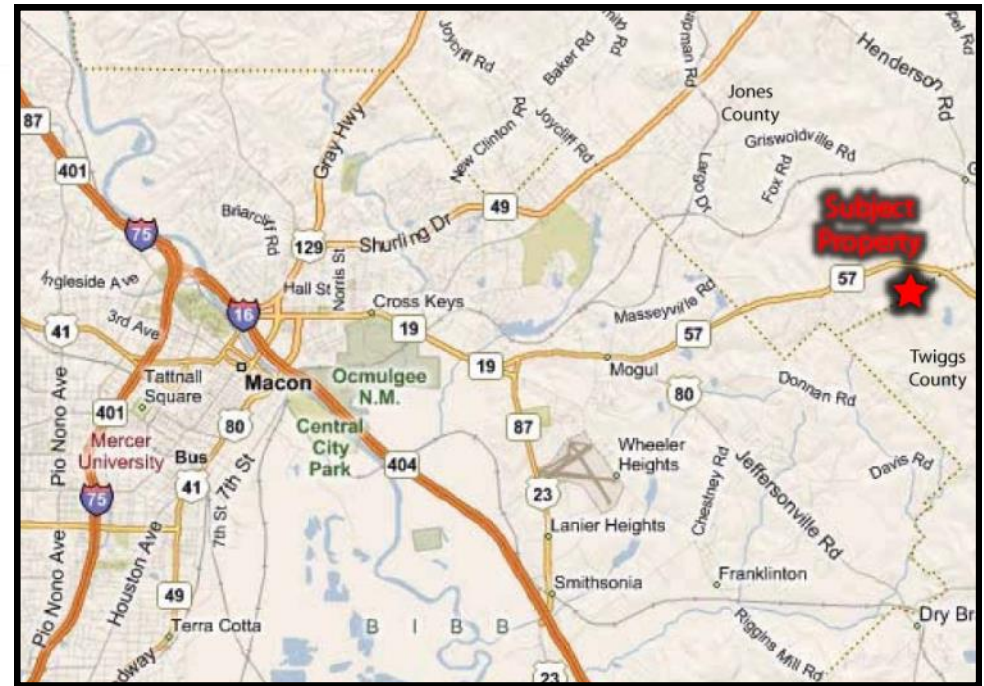 Joycliff Rd
Baker Rd
Henderson Rd
87
Jones
County
Gray Hwy
New Clinton
Joycliff Rd
Griswoldville Rd
401
Largo Dr
Fox Rd
49
Subject
Property
75
129
Shurling Dr
Norris St
57
Ingleside Ave
Hall St
Cross Keys
Masseyville Rd
16
41
3rd Ave
19
57
Twiggs
County
19
Mogul
Tattnall
Square
Macon
Ocmulgee
N.M.
80
Donnan Rd
Pio Nono Ave
401
80
87
Mercer
University
Central
City
Park
Wheeler
Heights
Bus
404
Davis Rd
41
75
7th St
7th St
23
Chestney Rd
Jeffersonville Rd
Lanier Heights
Pio Nono Ave
Houston Ave
Smithsonia
Franklinton
49
Terra Cotta
BIBB
Riggins Mill Rd
Dry Br
23